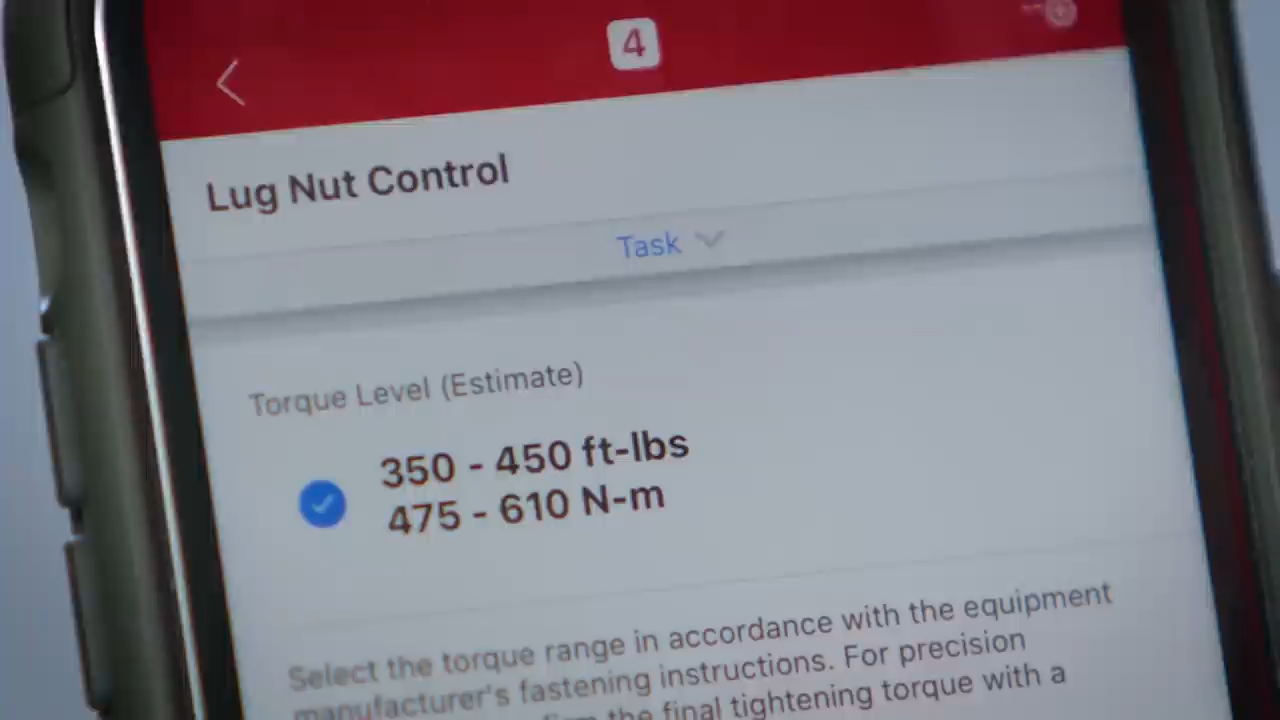 4
Lug Nut Control
Task
Torque Level (Estimate)
350 - 450 ft-lbs
475 - 610 N-m
Select the torque range in accordance with the equipment
manufacturer's fastening instructions. For precision
the final tightening torque with a